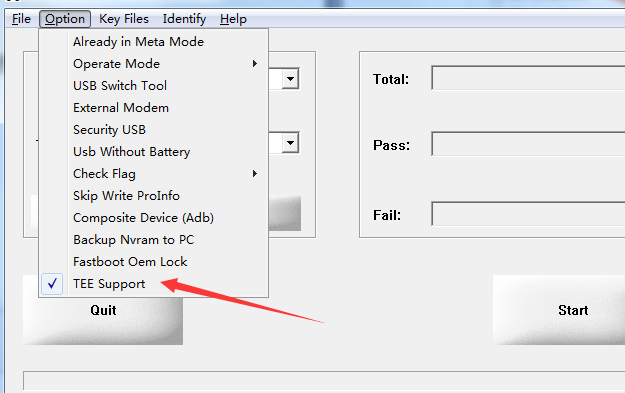 File Option Key Files Identify Help
Already in Meta Mode
Operate Mode
USB Switch Tool
External Modem
Security USB
Usb Without Battery
Check Flag
Skip Write ProInfo
Composite Device (Adb)
Backup Nvram to PC
Fastboot Oem Lock
TEE Support
Total:
Pass:
Fail:
Quit
Start